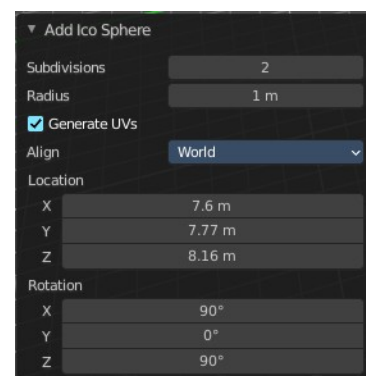 Add Ico Sphere
Subdivisions 2
Radius 1 m
Generate UVs
Align World
Location
X 7.6 m
Y 7.77 m
Z 8.16 m
Rotation
X 90°
Y 0°
Z 90°